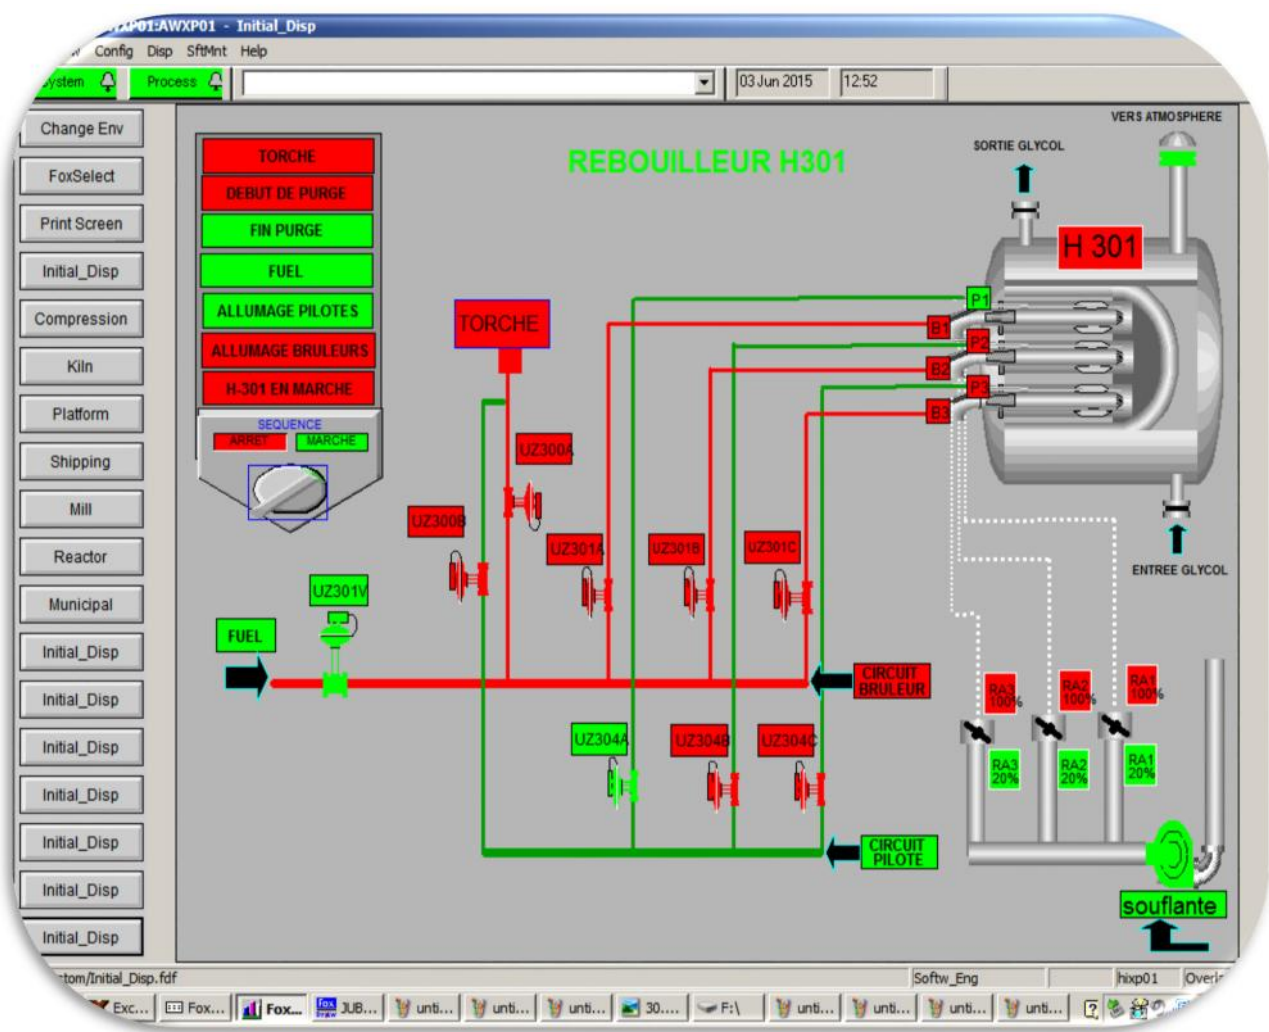 XP01:AWXP01 - Initial_Disp
Config Disp SftMnt Help
ystem Process 03 Jun 2015 12:52
Change Env
FoxSelect
Print Screen
Initial_Disp
Compression
Kiln
Platform
Shipping
Mill
Reactor
Municipal
Initial_Disp
Initial_Disp
Initial_Disp
Initial_Disp
Initial_Disp
Initial_Disp
Initial_Disp
TORCHE
DEBUT DE PURGE
FIN PURGE
FUEL
ALLUMAGE PILOTES
ALLUMAGE BRULEURS
H-301 EN MARCHE
SEQUENCE
ARRET MARCHE
REBOUILLEUR H301
VERS ATMOSPHERE
SORTIE GLYCOL
H 301
TORCHE
P1
B1
P2
B2
P3
B3
UZ300A
UZ300B
UZ301A
UZ301B
UZ301C
ENTREE GLYCOL
UZ301V
FUEL
CIRCUIT
BRULEUR
RA3
100%
RA2
100%
RA1
100%
UZ304A
UZ304B
UZ304C
RA3
20%
RA2
20%
RA1
20%
CIRCUIT
PILOTE
souflante
stom/Initial_Disp.fdf Softw_Eng hixp01 Overl
Exc... Fox... Fox... JUB... unti... unti... unti... 30.... F:\ unti... unti... unti... unti...